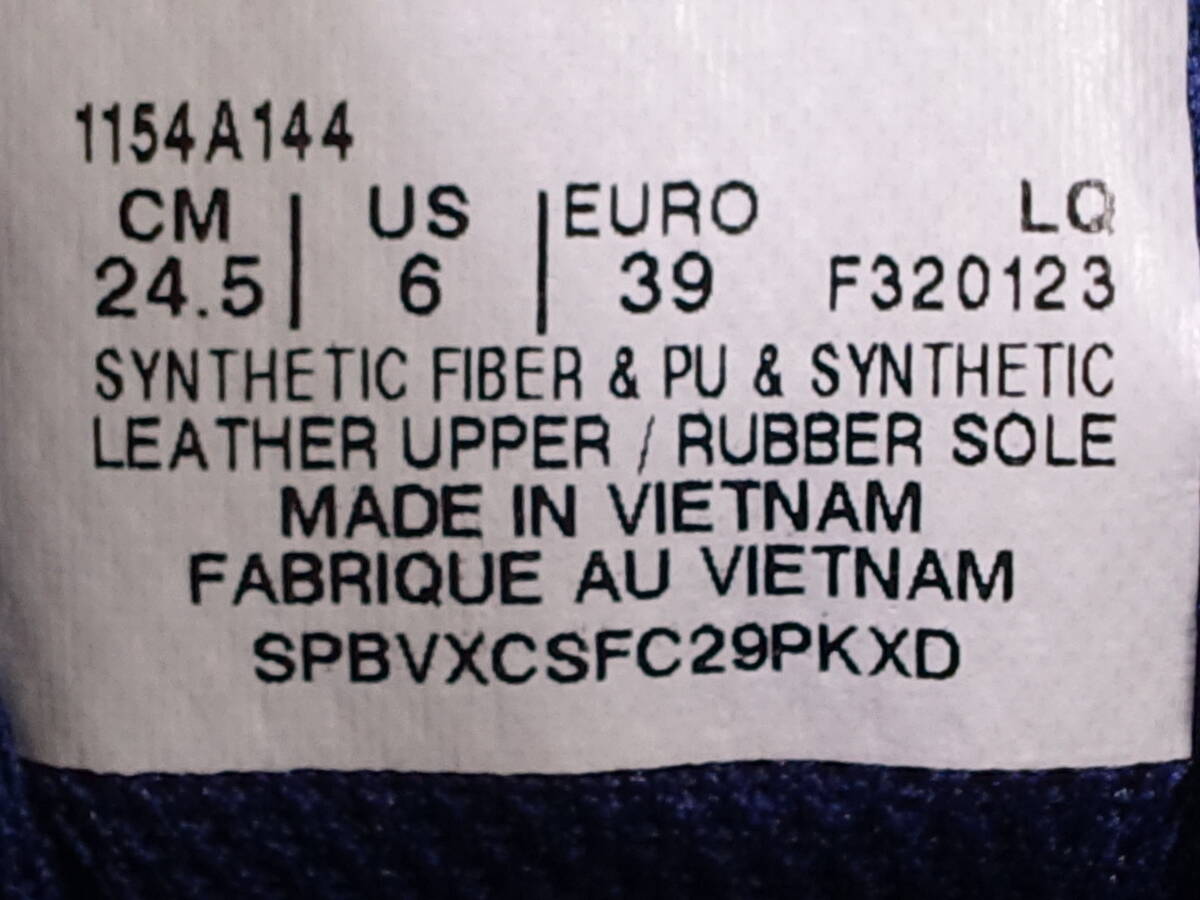 1154A144
CM | US | EURO LQ
24.5 | 6 | 39 F320123
SYNTHETIC FIBER & PU & SYNTHETIC
LEATHER UPPER / RUBBER SOLE
MADE IN VIETNAM
FABRIQUE AU VIETNAM
SPBVXCSFC29PKXD